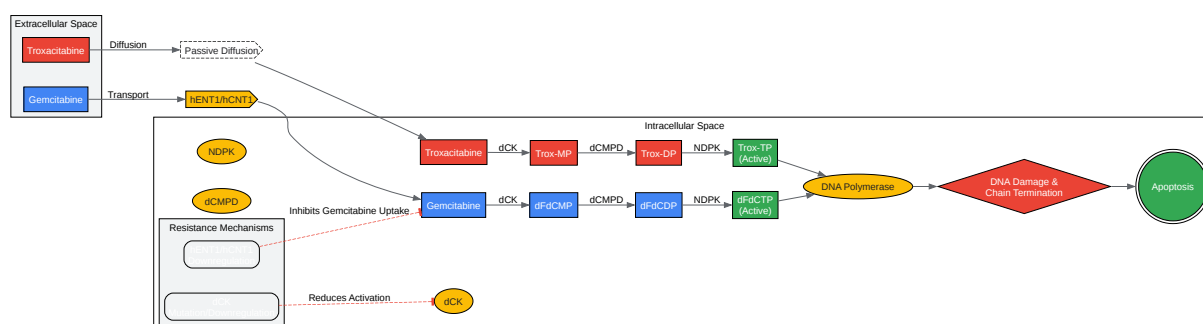 Extracellular Space
Troxacitabine
Diffusion
Passive Diffusion
Gemcitabine
Transport
hENT1/hCNT1
Intracellular Space
NDPK
Troxacitabine
dCK
Trox-MP
dCMPD
Trox-DP
NDPK
Trox-TP
(Active)
dCMPD
Inhibits Gemcitabine Uptake
Gemcitabine
dCK
dFdCMP
dCMPD
dFdCDP
NDPK
dFdCTP
(Active)
DNA Polymerase
DNA Damage &
Chain Termination
Apoptosis
Resistance Mechanisms
Reduces Activation
dCK